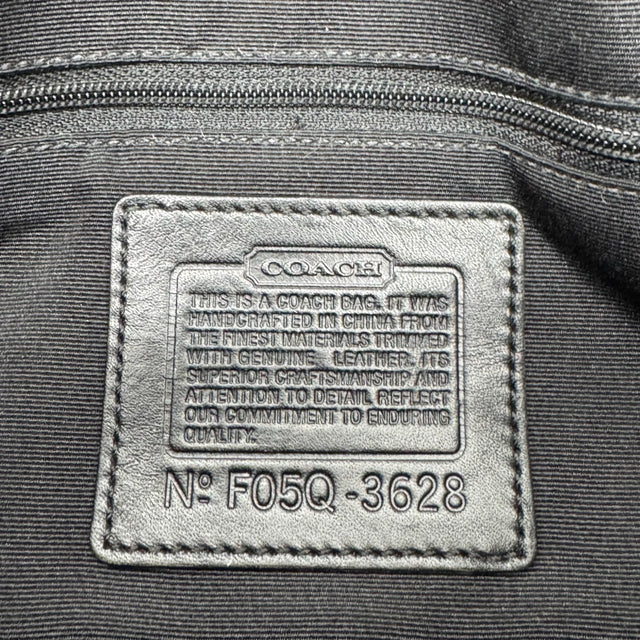 COACH
THIS IS A COACH BAG. IT WAS
HANDCRAFTED IN CHINA FROM
THE FINEST MATERIALS TRIMMED
WITH GENUINE LEATHER. ITS
SUPERIOR CRAFTSMANSHIP AND
ATTENTION TO DETAIL REFLECT
OUR COMMITMENT TO ENDURING
QUALITY.
Nº F05Q-3628